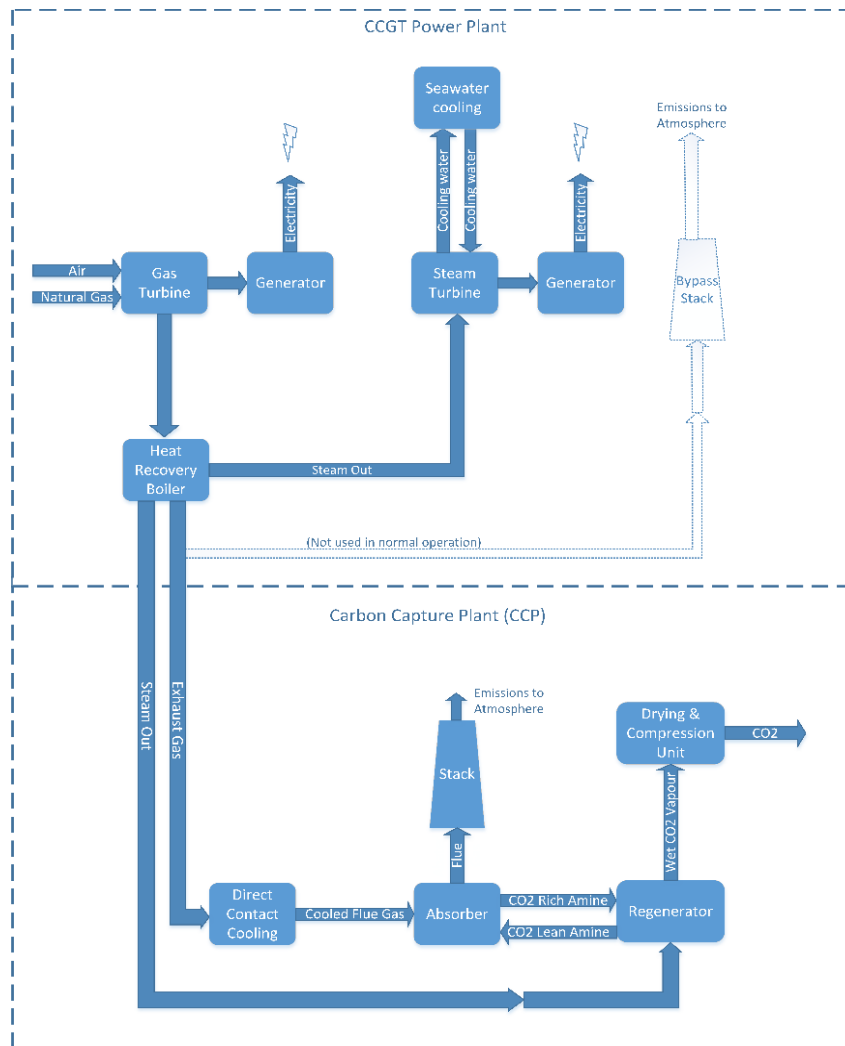 CCGT Power Plant
Seawater
cooling
Emissions to
Atmosphere
Electricity
Cooling water
Cooling water
Electricity
Air
Natural Gas
Gas
Turbine
Generator
Steam
Turbine
Generator
Bypass
Stack
Heat
Recovery
Boiler
Steam Out
(Not used in normal operation)
Carbon Capture Plant (CCP)
Steam Out
Exhaust Gas
Emissions to
Atmosphere
Stack
Flue
Drying &
Compression
Unit
CO2
Wet CO2 Vapour
Direct
Contact
Cooling
Cooled Flue Gas
Absorber
CO2 Rich Amine
CO2 Lean Amine
Regenerator